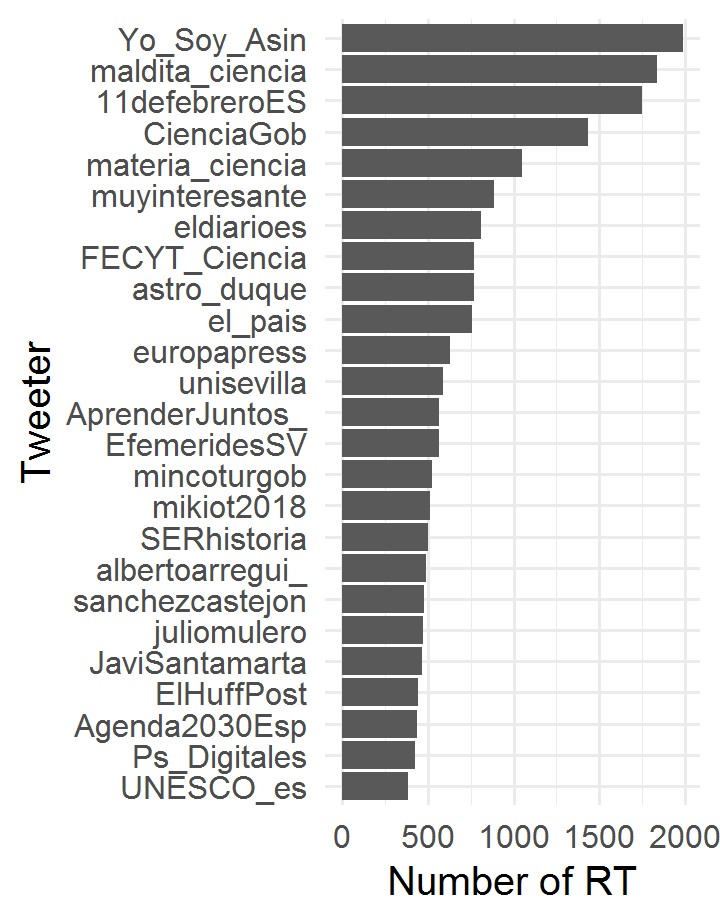 Yo_Soy_Asin
maldita_ciencia
11defebreroES
CienciaGob
materia_ciencia
muyinteresante
eldiarioes
FECYT_Ciencia
astro_duque
el_pais
europapress
unisevilla
AprenderJuntos_
EfemeridesSV
mincoturgob
mikiot2018
SERhistoria
albertoarregui_
sanchezcastejon
juliomulero
JaviSantamarta
ElHuffPost
Agenda2030Esp
Ps_Digitales
UNESCO_es
Tweeter
0 500 1000 1500 2000
Number of RT